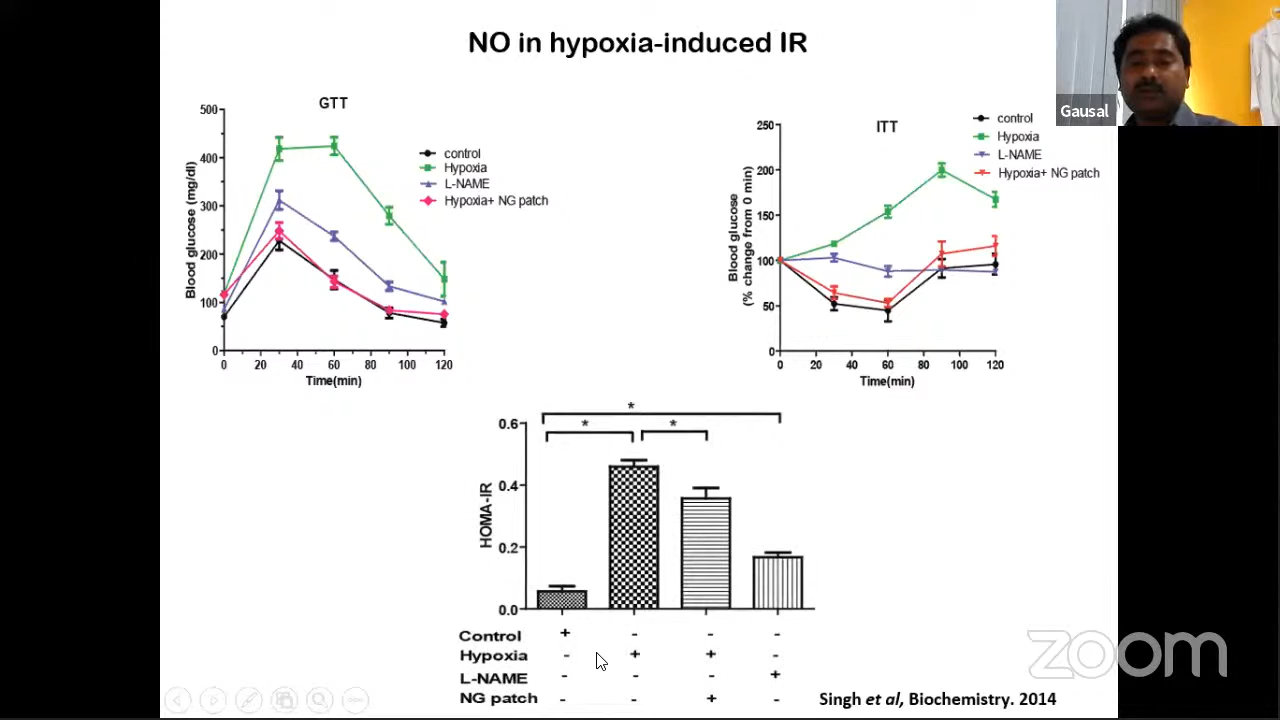 NO in hypoxia-induced IR
Gausal
GTT
500
400
300
200
100
0
Blood glucose (mg/dl)
0 20 40 60 80 100 120
Time(min)
control
Hypoxia
L-NAME
Hypoxia+ NG patch
ITT
250
200
150
100
50
0
Blood glucose
(% change from 0 min)
0 20 40 60 80 100 120
Time(min)
control
Hypoxia
L-NAME
Hypoxia+ NG patch
*
* *
0.6
0.4
0.2
0.0
HOMA-IR
Control + - - -
Hypoxia - + + -
L-NAME - - - +
NG patch - - + -
Singh et al, Biochemistry. 2014
zoom